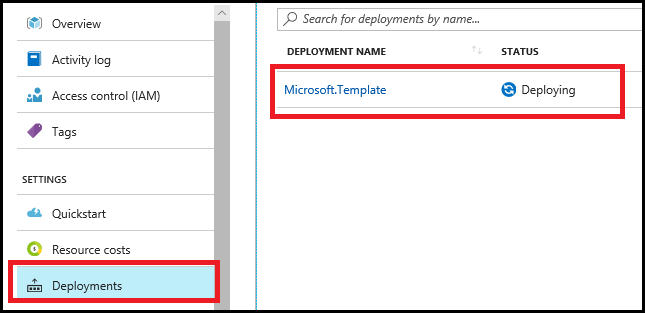 Overview
Activity log
Access control (IAM)
Tags
SETTINGS
Quickstart
Resource costs
Deployments
Search for deployments by name...
DEPLOYMENT NAME STATUS
Microsoft.Template Deploying